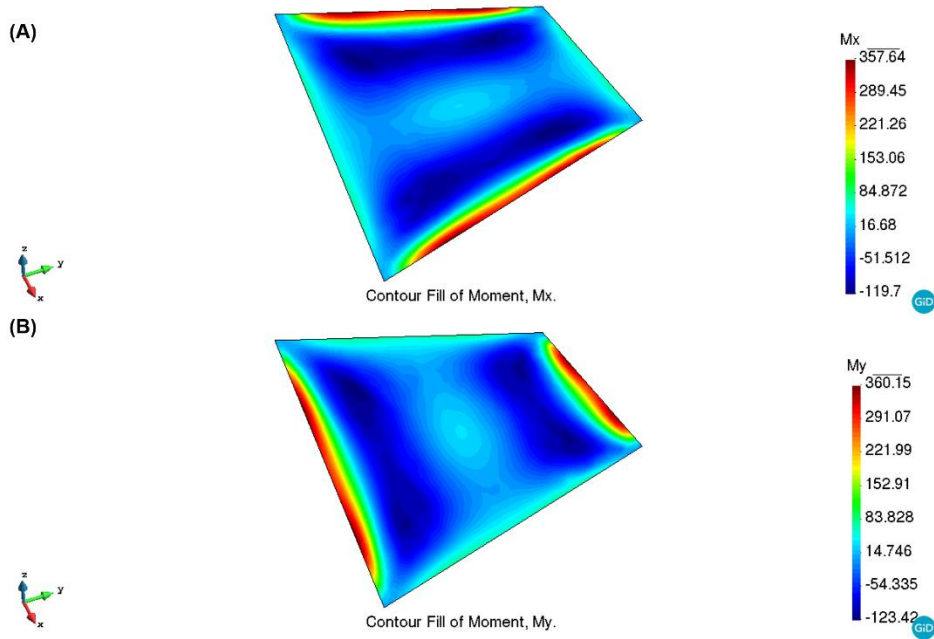 (A)
Mx
357.64
289.45
221.26
153.06
84.872
16.68
-51.512
-119.7
z
y
x
Contour Fill of Moment, Mx.
GiD
(B)
My
360.15
291.07
221.99
152.91
83.828
14.746
-54.335
-123.42
z
y
x
Contour Fill of Moment, My.
GiD